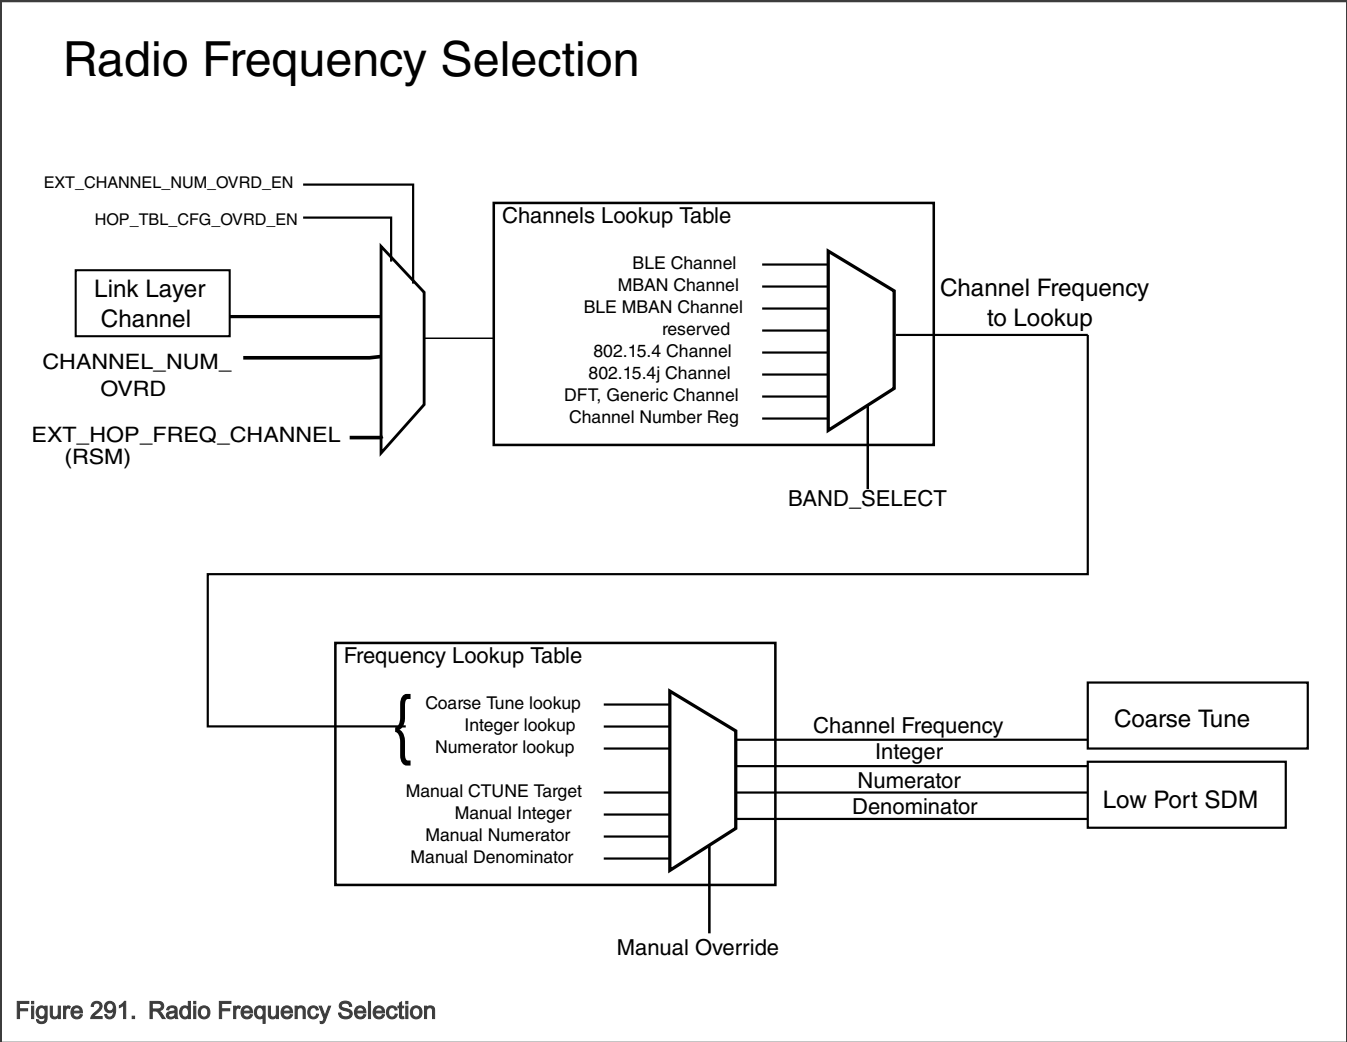 Radio Frequency Selection
EXT_CHANNEL_NUM_OVRD_EN
HOP_TBL_CFG_OVRD_EN
Link Layer
Channel
CHANNEL_NUM_
OVRD
EXT_HOP_FREQ_CHANNEL
(RSM)
Channels Lookup Table
BLE Channel
MBAN Channel
BLE MBAN Channel
reserved
802.15.4 Channel
802.15.4j Channel
DFT, Generic Channel
Channel Number Reg
BAND_SELECT
Channel Frequency
to Lookup
Frequency Lookup Table
{
Coarse Tune lookup
Integer lookup
Numerator lookup
Manual CTUNE Target
Manual Integer
Manual Numerator
Manual Denominator
Manual Override
Channel Frequency
Integer
Numerator
Denominator
Coarse Tune
Low Port SDM
Figure 291. Radio Frequency Selection